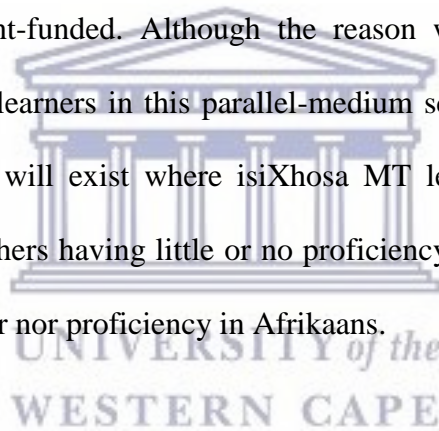 nt-funded. Although the reason w
learners in this parallel-medium s
will exist where isiXhosa MT le
hers having little or no proficiency
r nor proficiency in Afrikaans.
UNIVERSITY of the
WESTERN CAPE